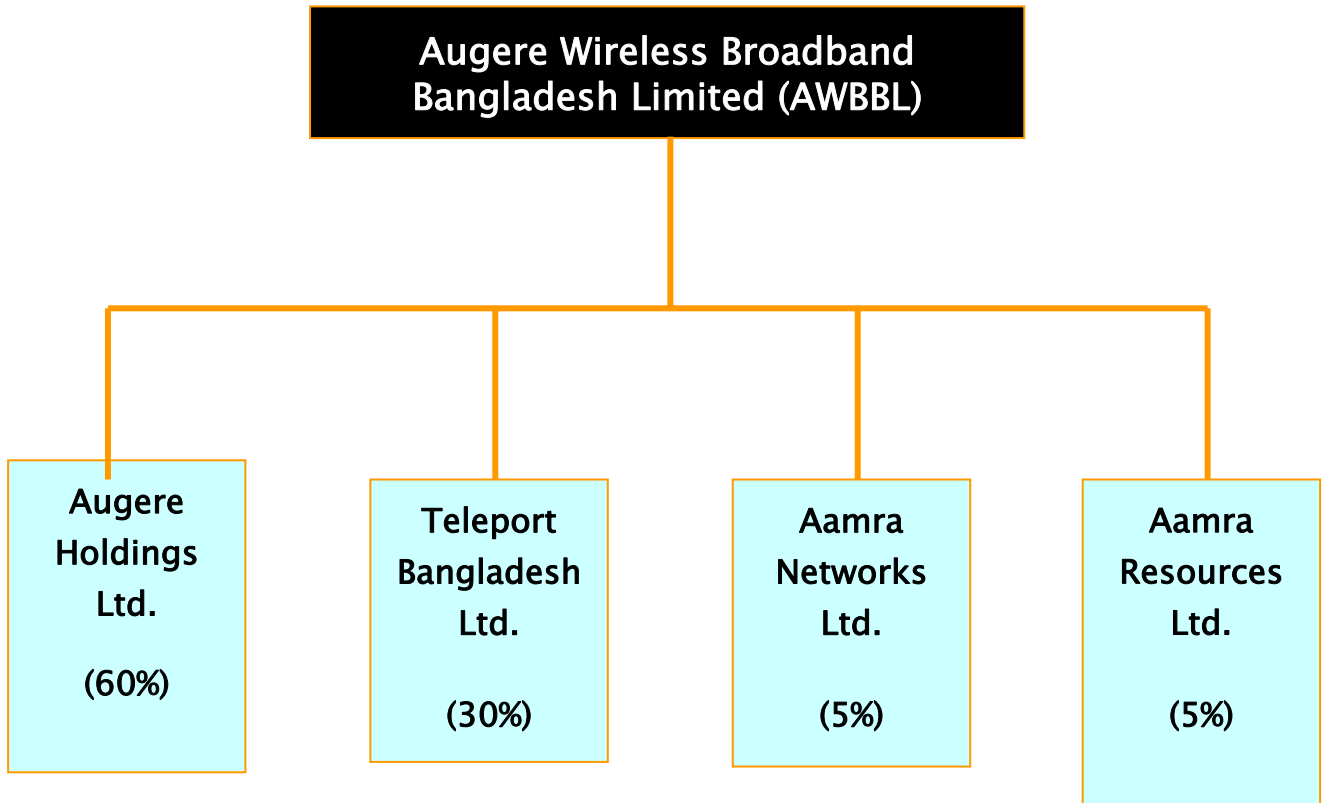 Augere Wireless Broadband
Bangladesh Limited (AWBBL)
Augere
Holdings
Ltd.
(60%)
Teleport
Bangladesh
Ltd.
(30%)
Aamra
Networks
Ltd.
(5%)
Aamra
Resources
Ltd.
(5%)